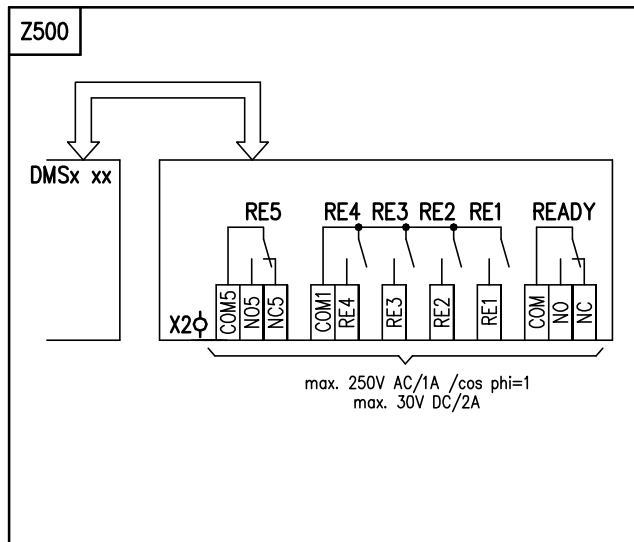 Z500
DMSx xx
RE5 RE4 RE3 RE2 RE1 READY
X2
COM5 NO5 NC5 COM1 RE4 RE3 RE2 RE1 COM NO NC
max. 250V AC/1A /cos phi=1
max. 30V DC/2A